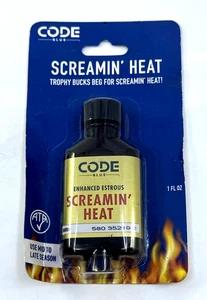 CODE
BLUE
SCREAMIN' HEAT
TROPHY BUCKS BEG FOR SCREAMIN' HEAT!
CODE
BLUE
ENHANCED ESTROUS
SCREAMIN'
HEAT
1 FL OZ
ATA
USE MID TO
LATE SEASON